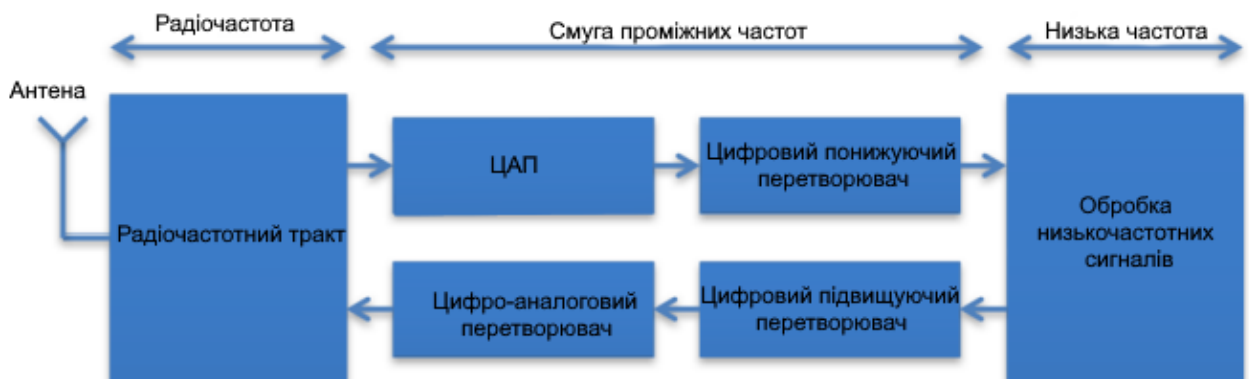 Радіочастота
Смуга проміжних частот
Низька частота
Антена
Радіочастотний тракт
ЦАП
Цифровий понижуючий
перетворювач
Обробка
низькочастотних
сигналів
Цифро-аналоговий
перетворювач
Цифровий підвищуючий
перетворювач